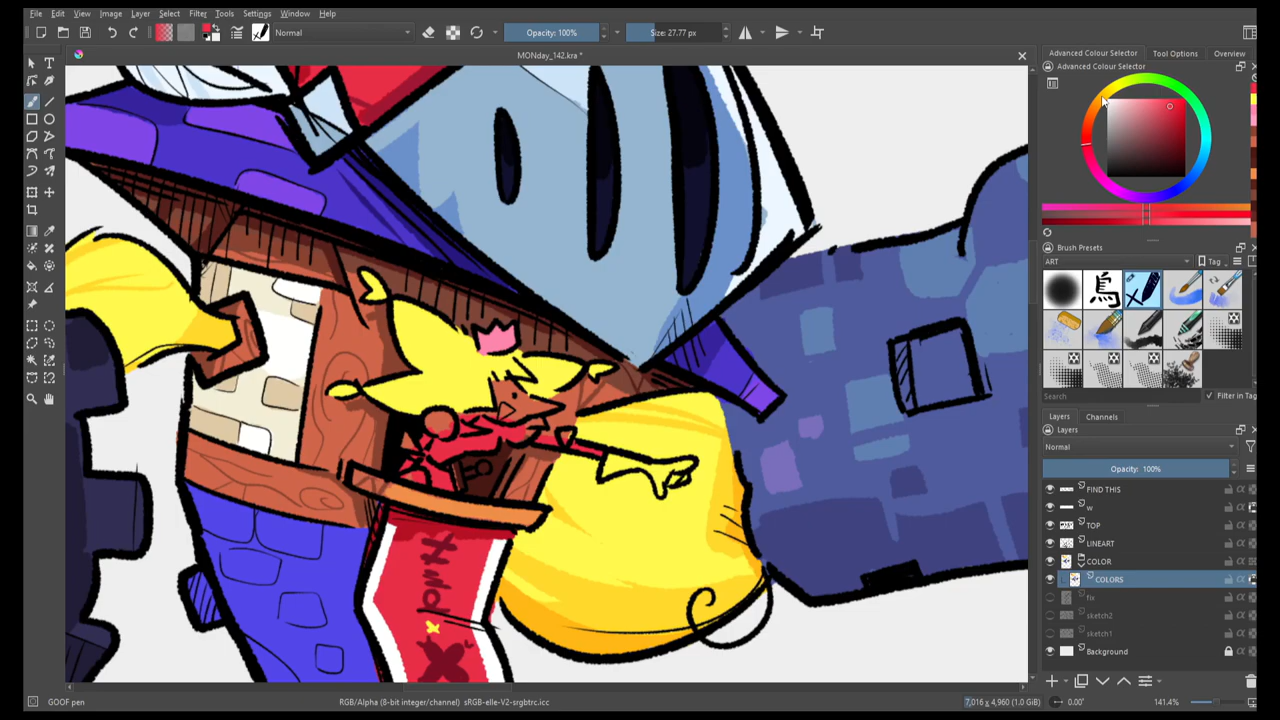 File Edit View Image Layer Select Filter Tools Settings Window Help
Normal Opacity: 100% Size: 27.77 px
MONday_142.kra *
Advanced Colour Selector Tool Options Overview
Advanced Colour Selector
Brush Presets
ART Tag
鳥
Search Filter in Tag
Layers Channels
Layers
Normal
Opacity: 100%
FIND THIS
w
TOP
LINEART
COLOR
COLORS
fix
sketch2
sketch1
Background
GOOF pen RGB/Alpha (8-bit integer/channel) sRGB-elle-V2-srgbtrc.icc 7,016 x 4,960 (1.0 GiB) 0.00° 141.4%